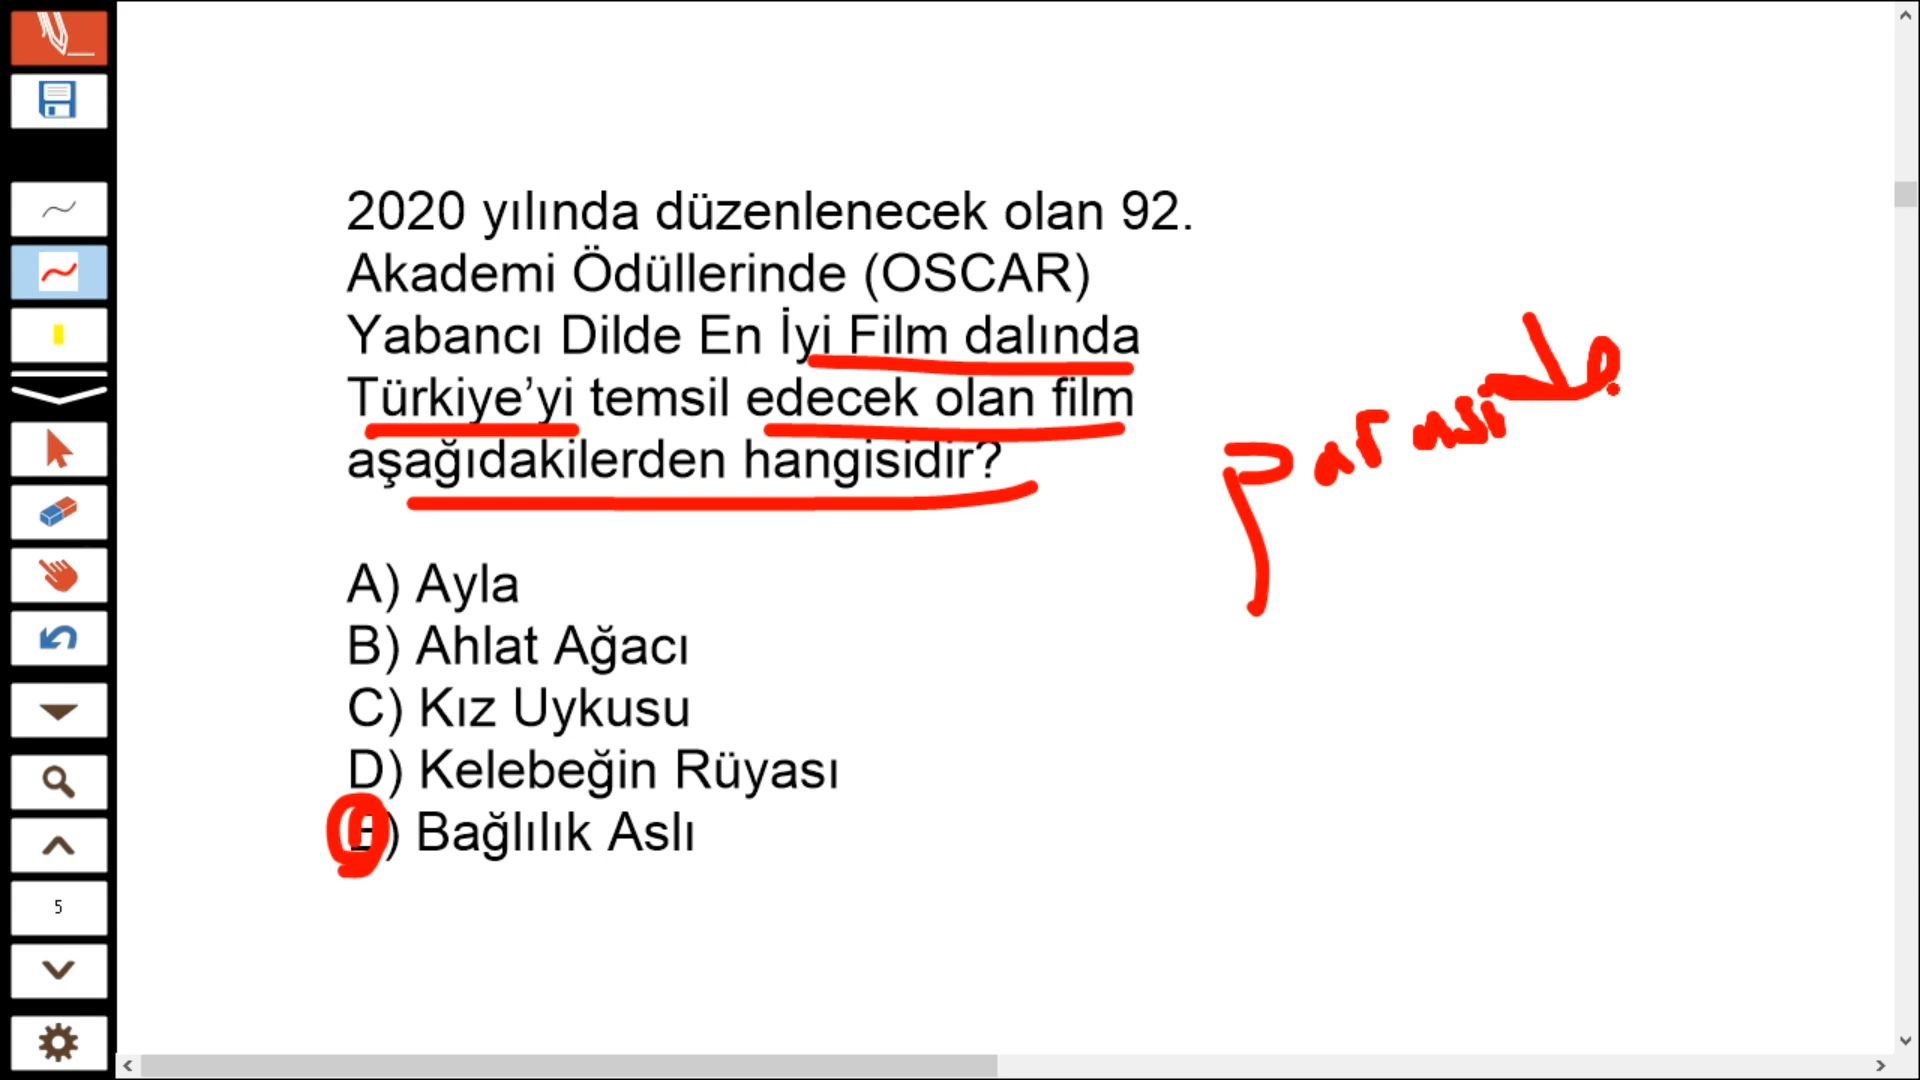 2020 yılında düzenlenecek olan 92.
Akademi Ödüllerinde (OSCAR)
Yabancı Dilde En İyi Film dalında
Türkiye’yi temsil edecek olan film
aşağıdakilerden hangisidir?
parasite
A) Ayla
B) Ahlat Ağacı
C) Kız Uykusu
D) Kelebeğin Rüyası
E) Bağlılık Aslı
5